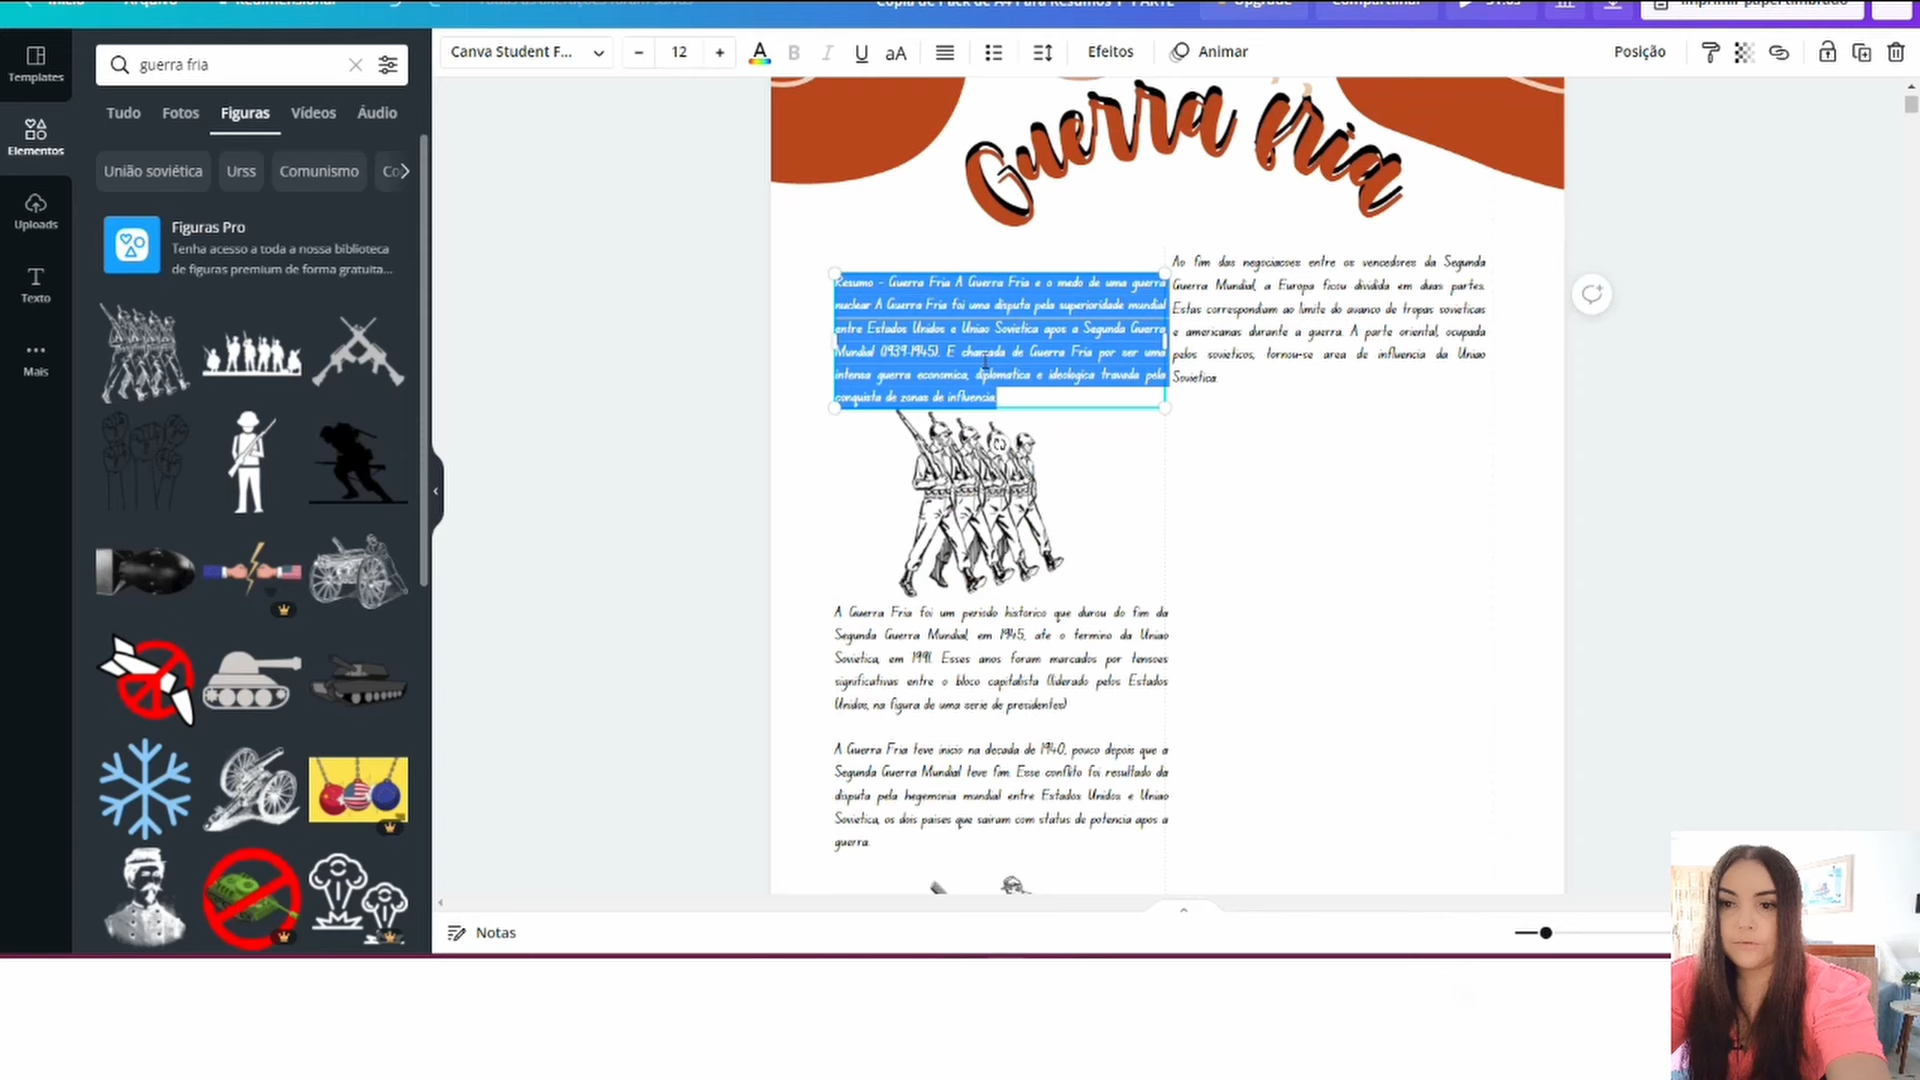 Canva Student F...
12
aA
Efeitos
Animar
Posição
Templates
Elementos
Uploads
Texto
Mais
guerra fria
Tudo
Fotos
Figuras
Vídeos
Áudio
União soviética
Urss
Comunismo
Co
Figuras Pro
Tenha acesso a toda a nossa biblioteca
de figuras premium de forma gratuita...
Guerra fria
Resumo - Guerra Fria A Guerra Fria e o medo de uma guerra
nuclear A Guerra Fria foi uma disputa pela superioridade mundial
entre Estados Unidos e Uniao Sovietica apos a Segunda Guerra
Mundial (1939-1945). E chamada de Guerra Fria por ser uma
intensa guerra economica, diplomatica e ideologica travada pela
conquista de zonas de influencia.
A Guerra Fria foi um periodo historico que durou do fim da
Segunda Guerra Mundial, em 1945, ate o termino da Uniao
Sovietica, em 1991. Esses anos foram marcados por tensoes
significativas entre o bloco capitalista (liderado pelos Estados
Unidos, na figura de uma serie de presidentes)
A Guerra Fria teve inicio na decada de 1940, pouco depois que a
Segunda Guerra Mundial teve fim. Esse conflito foi resultado da
disputa pela hegemonia mundial entre Estados Unidos e Uniao
Sovietica, os dois paises que sairam com status de potencia apos a
guerra.
Ao fim das negociacoes entre os vencedores da Segunda
Guerra Mundial, a Europa ficou dividida em duas partes.
Estas correspondiam ao limite do avanco de tropas sovieticas
e americanas durante a guerra. A parte oriental, ocupada
pelos sovieticos, tornou-se area de influencia da Uniao
Sovietica.
Notas